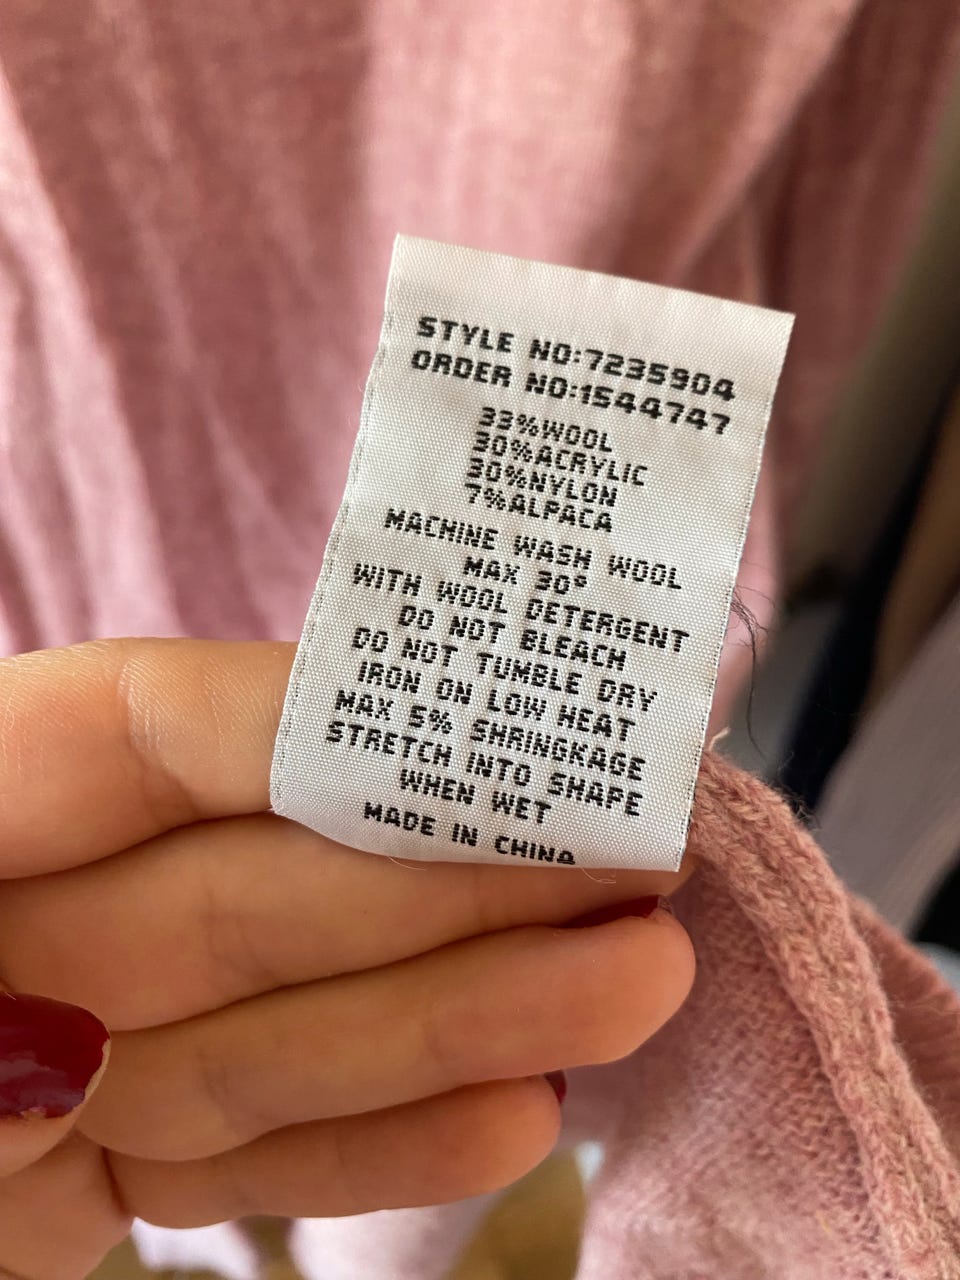 STYLE NO:7235904
ORDER NO:1544747
33%WOOL
30%ACRYLIC
30%NYLON
7%ALPACA
MACHINE WASH WOOL
MAX 30°
WITH WOOL DETERGENT
DO NOT BLEACH
DO NOT TUMBLE DRY
IRON ON LOW HEAT
MAX 5% SHRINGKAGE
STRETCH INTO SHAPE
WHEN WET
MADE IN CHINA